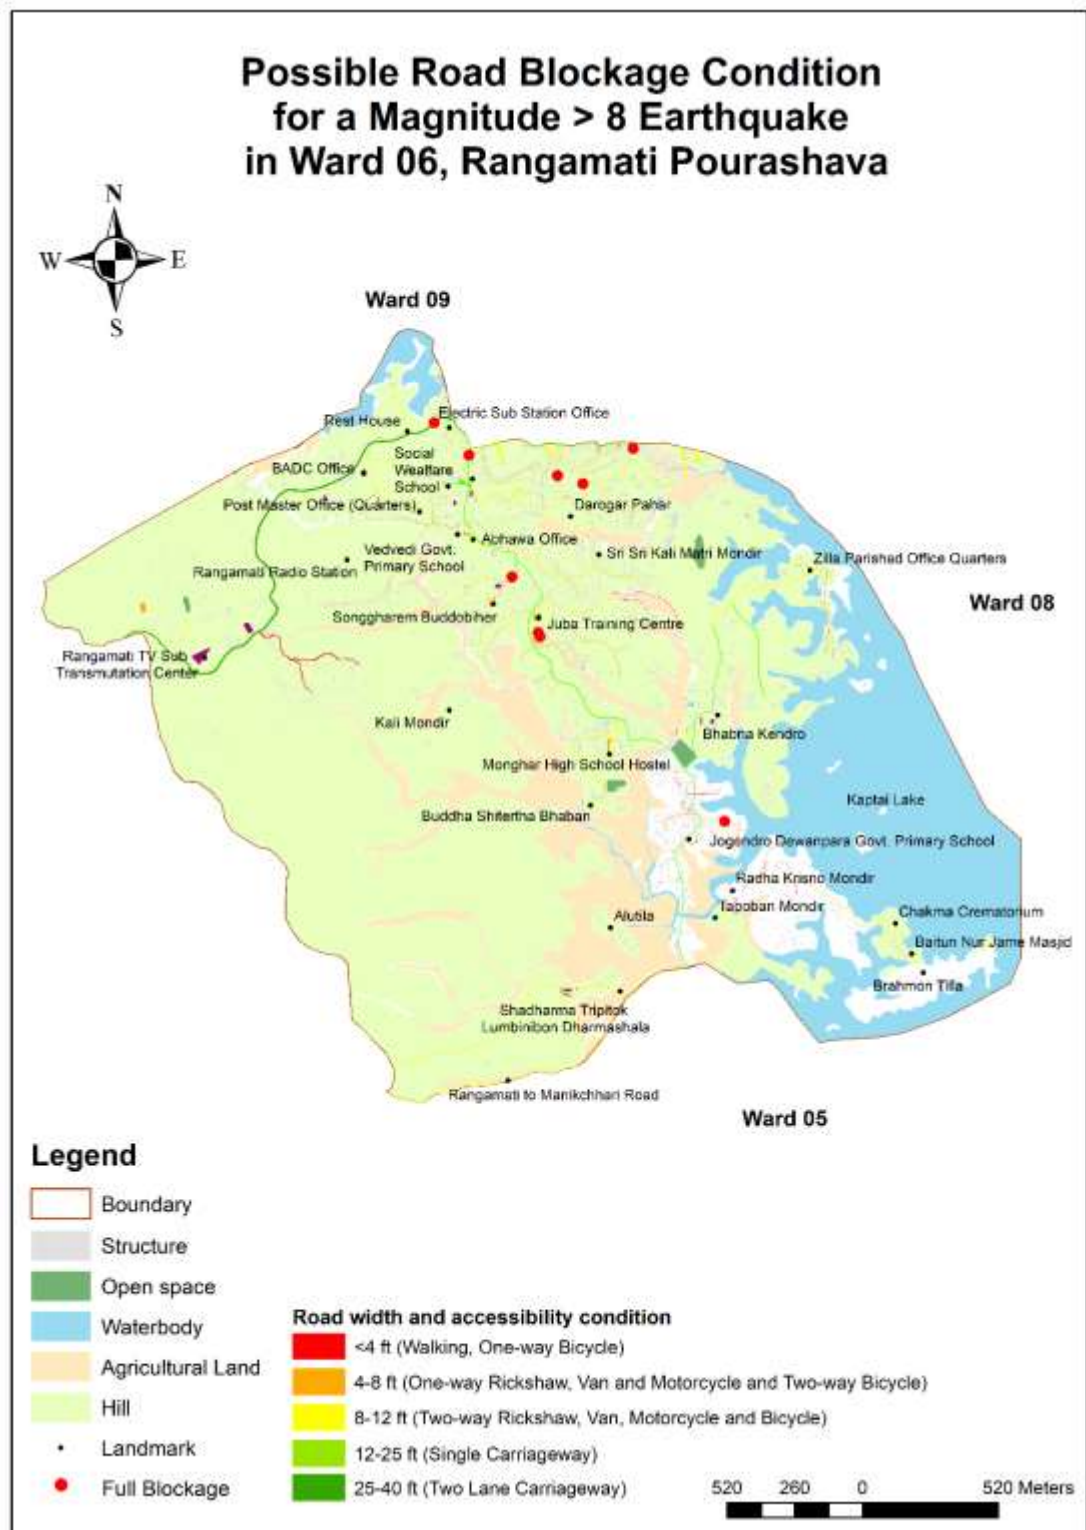 Possible Road Blockage Condition
for a Magnitude > 8 Earthquake
in Ward 06, Rangamati Pourashava
N
W
E
S
Ward 09
Rest House
Electric Sub Station Office
Social
Wealfare
School
BADC Office
Post Master Office (Quarters)
Darogar Pahar
Abhawa Office
Vedvedi Govt.
Primary School
Sri Sri Kali Matri Mondir
Rangamati Radio Station
Zilla Parished Office Quarters
Ward 08
Songgharem Buddobiher
Juba Training Centre
Rangamati TV Sub
Transmutation Center
Kali Mondir
Bhabna Kendro
Monghar High School Hostel
Kaptai Lake
Buddha Shitertha Bhaban
Jogendro Dewanpara Govt. Primary School
Radha Krisno Mondir
Taboban Mondir
Alutila
Chakma Crematorium
Baitun Nur Jame Masjid
Brahmon Tilla
Shadharma Tripitok
Lumbinibon Dharmashala
Rangamati to Manikchhari Road
Ward 05
Legend
Boundary
Structure
Open space
Waterbody
Agricultural Land
Hill
Landmark
Full Blockage
Road width and accessibility condition
<4 ft (Walking, One-way Bicycle)
4-8 ft (One-way Rickshaw, Van and Motorcycle and Two-way Bicycle)
8-12 ft (Two-way Rickshaw, Van, Motorcycle and Bicycle)
12-25 ft (Single Carriageway)
25-40 ft (Two Lane Carriageway)
520 260 0 520 Meters